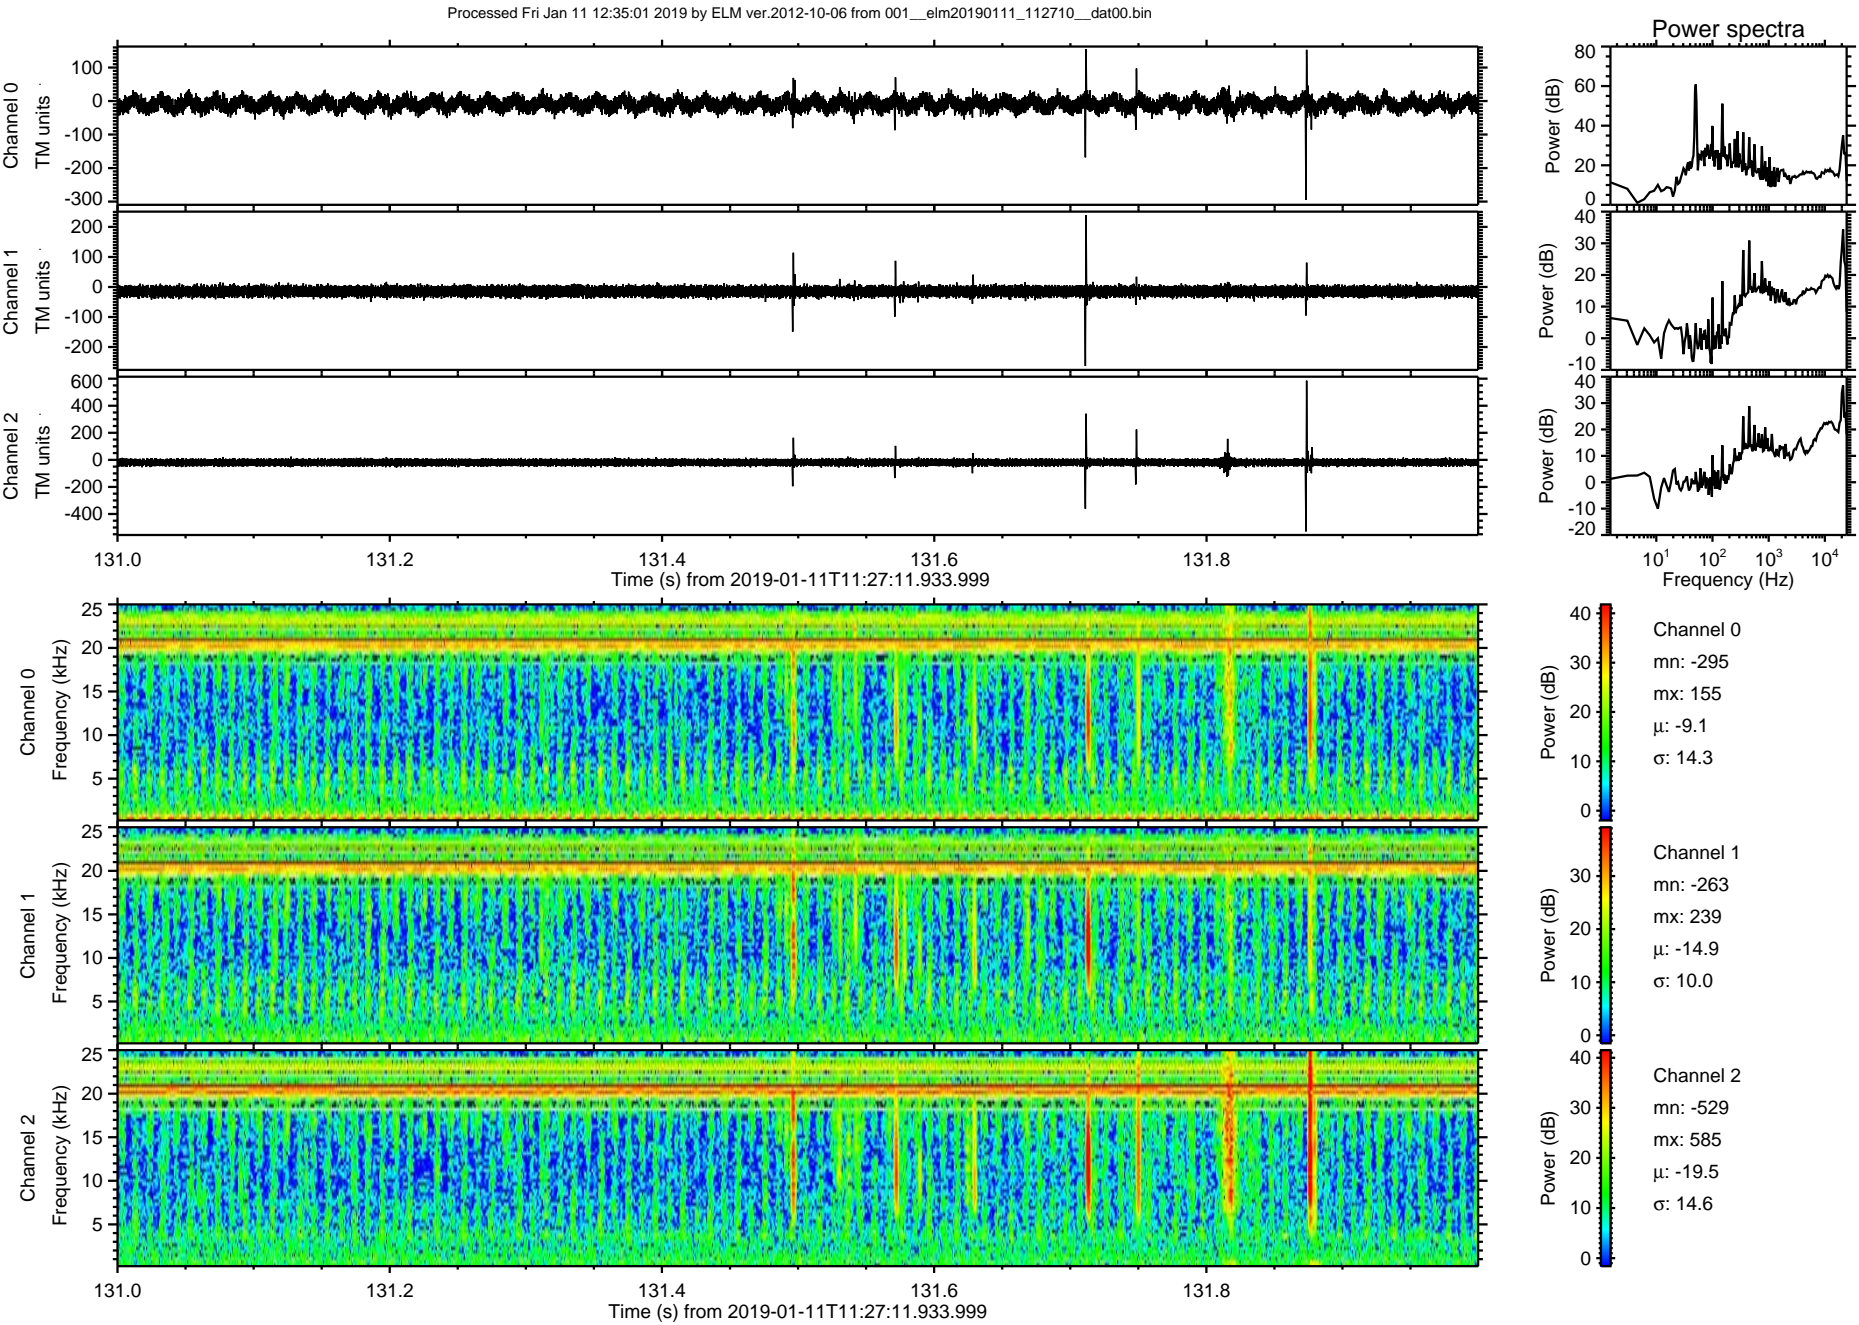 Processed Fri Jan 11 12:35:01 2019 by ELM ver.2012-10-06 from 001__elm20190111_112710__dat00.bin
Power spectra
Channel 0
TM units
100
0
-100
-200
-300
Power (dB)
80
60
40
20
0
Channel 1
TM units
200
100
0
-100
-200
Power (dB)
40
30
20
10
0
-10
Channel 2
TM units
600
400
200
0
-200
-400
Power (dB)
40
30
20
10
0
-10
-20
131.0 131.2 131.4 131.6 131.8
Time (s) from 2019-01-11T11:27:11.933.999
10¹ 10² 10³ 10⁴
Frequency (Hz)
Channel 0
Frequency (kHz)
25
20
15
10
5
Power (dB)
40
30
20
10
0
Channel 0
mn: -295
mx: 155
μ: -9.1
σ: 14.3
Channel 1
Frequency (kHz)
25
20
15
10
5
Power (dB)
30
20
10
0
Channel 1
mn: -263
mx: 239
μ: -14.9
σ: 10.0
Channel 2
Frequency (kHz)
25
20
15
10
5
Power (dB)
40
30
20
10
0
Channel 2
mn: -529
mx: 585
μ: -19.5
σ: 14.6
131.0 131.2 131.4 131.6 131.8
Time (s) from 2019-01-11T11:27:11.933.999